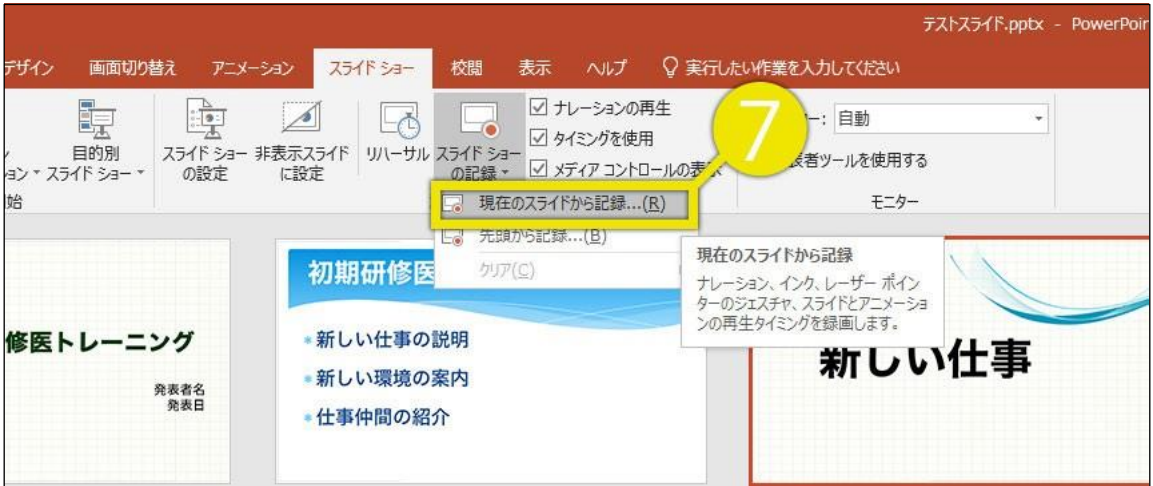 テストスライド.pptx - PowerPoin
デザイン 画面切り替え アニメーション スライド ショー 校閲 表示 ヘルプ 実行したい作業を入力してください
目的別
スライド ショー
スライド ショー
の設定
非表示スライド
に設定
リハーサル
スライド ショー
の記録
ナレーションの再生
タイミングを使用
メディア コントロールの表示
7
ー: 自動
表者ツールを使用する
ョン
始
モニター
現在のスライドから記録...(R)
先頭から記録...(B)
クリア(C)
現在のスライドから記録
ナレーション、インク、レーザー ポイン
ターのジェスチャ、スライドとアニメーショ
ンの再生タイミングを録画します。
修医トレーニング
発表者名
発表日
初期研修医
新しい仕事の説明
新しい環境の案内
仕事仲間の紹介
新しい仕事